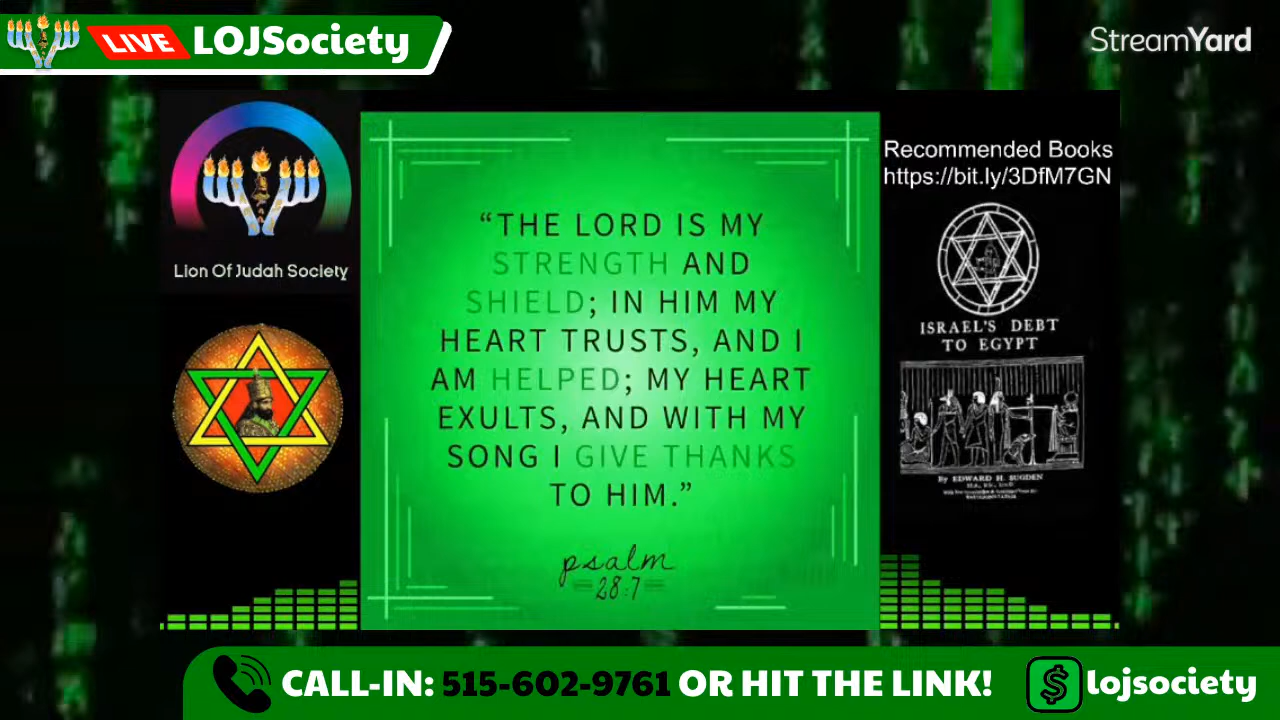 LIVE LOJSociety
StreamYard
Lion Of Judah Society
“THE LORD IS MY
STRENGTH AND
SHIELD; IN HIM MY
HEART TRUSTS, AND I
AM HELPED; MY HEART
EXULTS, AND WITH MY
SONG I GIVE THANKS
TO HIM.”
psalm
28:7
Recommended Books
https://bit.ly/3DfM7GN
ISRAEL'S DEBT
TO EGYPT
By EDWARD H. SUGDEN
CALL-IN: 515-602-9761 OR HIT THE LINK!
$ lojsociety